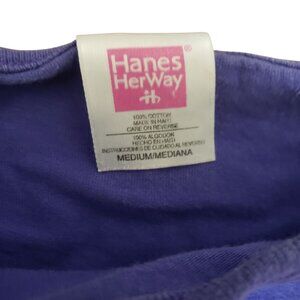 Hanes
HerWay
®
100% COTTON
MADE IN HAITI
CARE ON REVERSE
100% ALGODON
HECHO EN HAITI
INSTRUCCIONES DE CUIDADO AL REVERSO
MEDIUM/MEDIANA